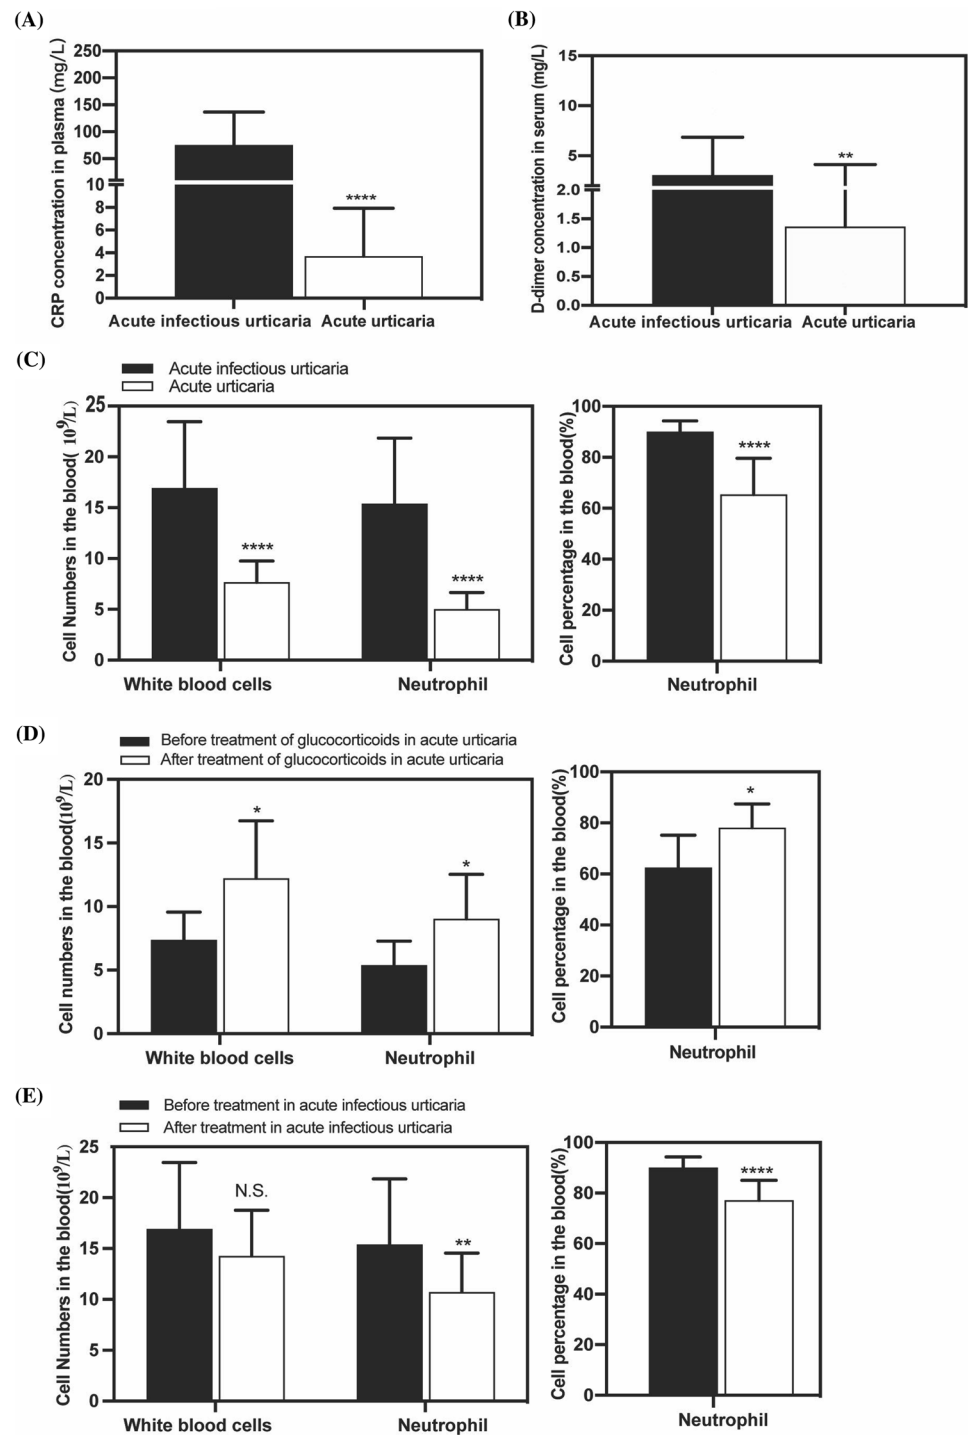 (A)
CRP concentration in plasma (mg/L)
250
200
150
100
50
10
8
6
4
2
0
****
Acute infectious urticaria Acute urticaria
(B)
D-dimer concentration in serum (mg/L)
15
10
5
2.0
1.5
1.0
0.5
0.0
**
Acute infectious urticaria Acute urticaria
(C)
Acute infectious urticaria
Acute urticaria
Cell Numbers in the blood( 10⁹/L)
25
20
15
10
5
0
****
****
White blood cells Neutrophil
Cell percentage in the blood(%)
100
80
60
40
20
0
****
Neutrophil
(D)
Before treatment of glucocorticoids in acute urticaria
After treatment of glucocorticoids in acute urticaria
Cell numbers in the blood(10⁹/L)
20
15
10
5
0
*
*
White blood cells Neutrophil
Cell percentage in the blood(%)
100
80
60
40
20
0
*
Neutrophil
(E)
Before treatment in acute infectious urticaria
After treatment in acute infectious urticaria
Cell Numbers in the blood(10⁹/L)
25
20
15
10
5
0
N.S.
**
White blood cells Neutrophil
Cell percentage in the blood(%)
100
80
60
40
20
0
****
Neutrophil